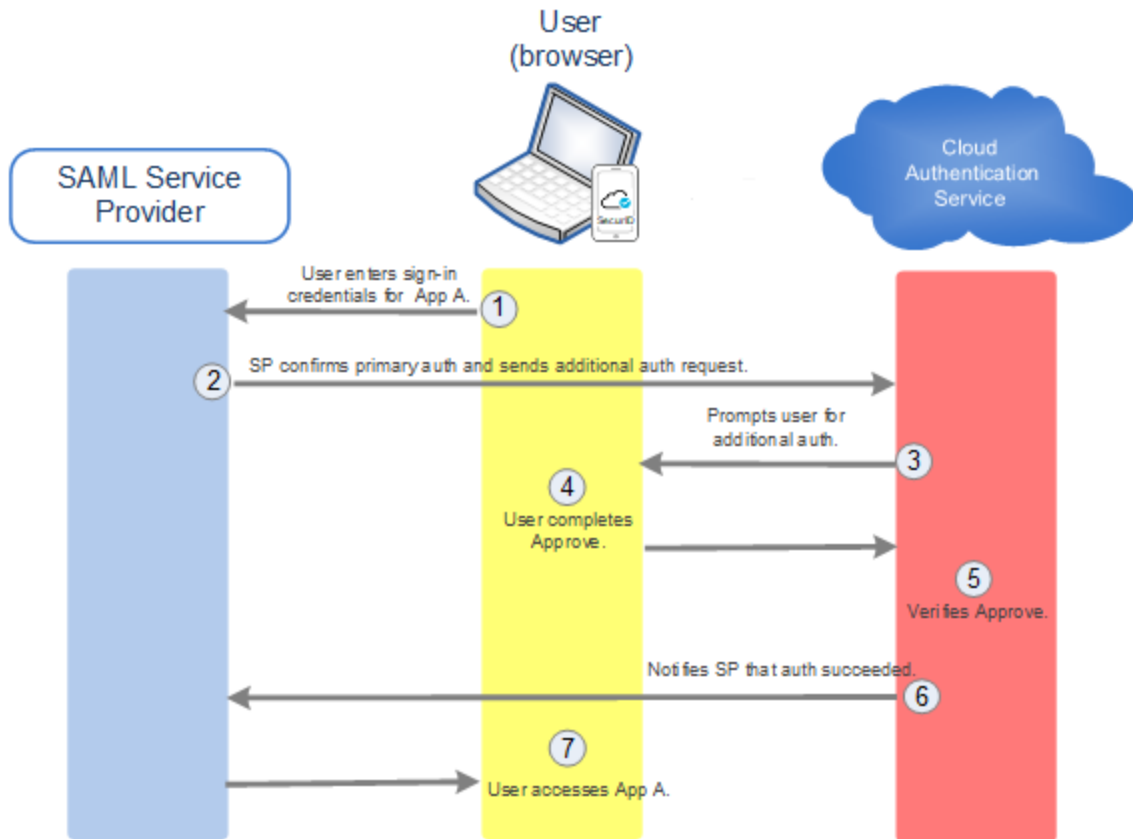 User
(browser)
SAML Service
Provider
SecurID
Cloud
Authentication
Service
User enters sign-in
credentials for App A.
1
SP confirms primary auth and sends additional auth request.
2
Prompts user for
additional auth.
3
4
User completes
Approve.
5
Verifies Approve.
Notifies SP that auth succeeded.
6
7
User accesses App A.